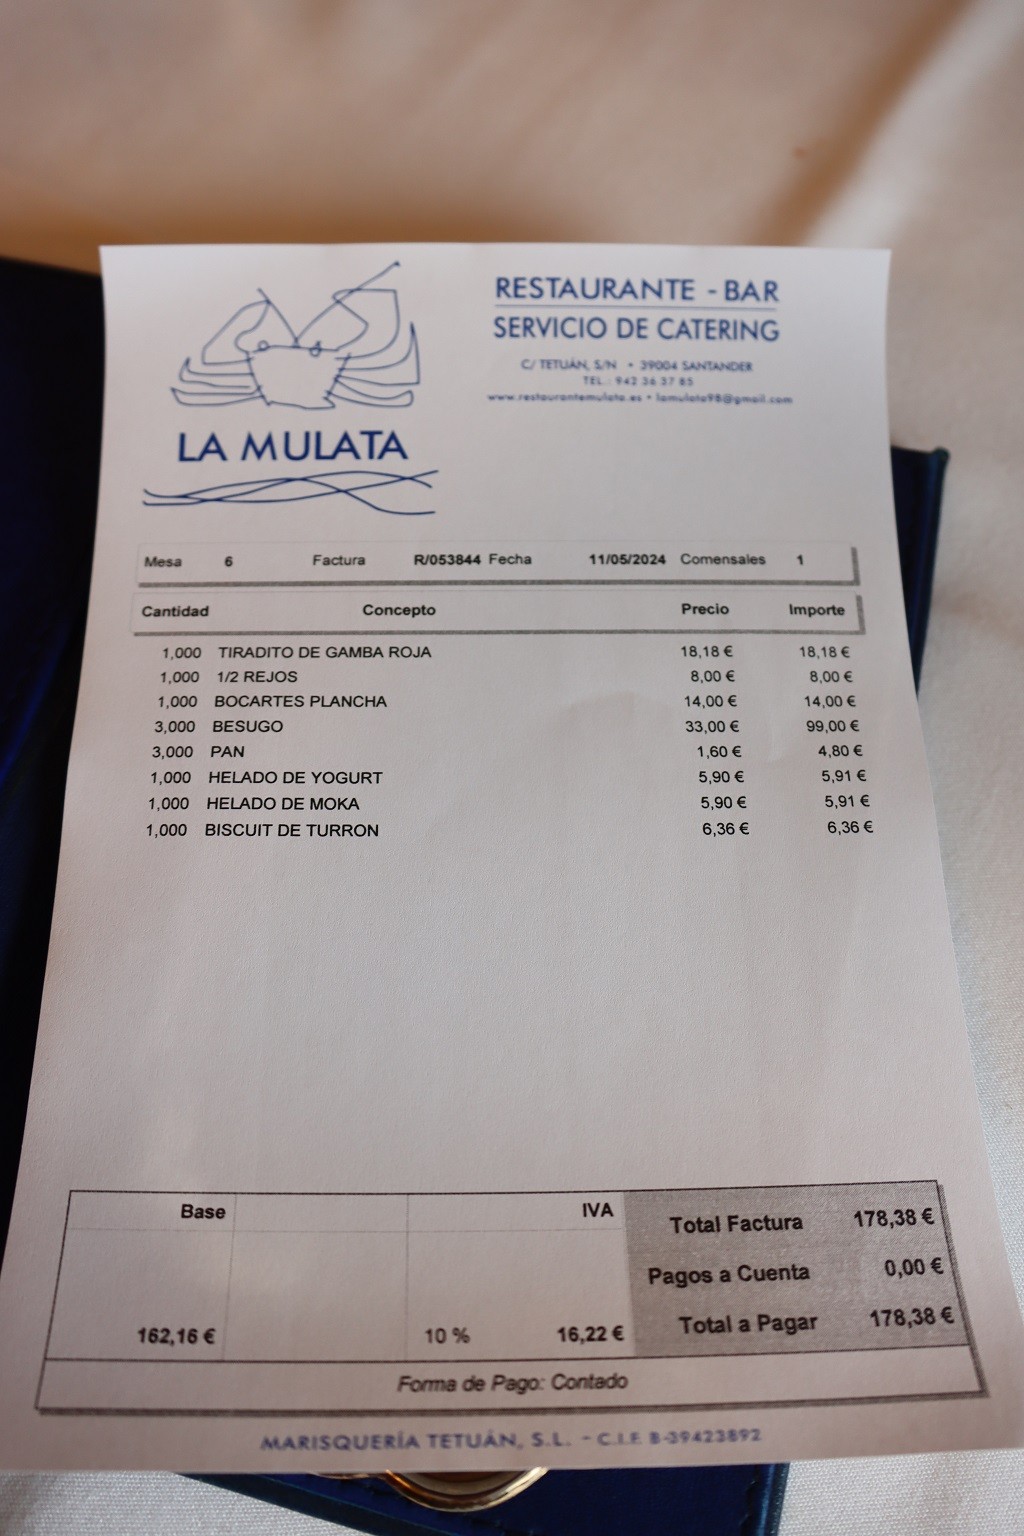 RESTAURANTE - BAR
SERVICIO DE CATERING
C/ TETUÁN, S/N • 39004 SANTANDER
TEL.: 942 36 37 85
www.restaurantemulata.es • lamulata98@gmail.com
LA MULATA
Mesa 6 Factura R/053844 Fecha 11/05/2024 Comensales 1
Cantidad Concepto Precio Importe
1,000 TIRADITO DE GAMBA ROJA 18,18 € 18,18 €
1,000 1/2 REJOS 8,00 € 8,00 €
1,000 BOCARTES PLANCHA 14,00 € 14,00 €
3,000 BESUGO 33,00 € 99,00 €
3,000 PAN 1,60 € 4,80 €
1,000 HELADO DE YOGURT 5,90 € 5,91 €
1,000 HELADO DE MOKA 5,90 € 5,91 €
1,000 BISCUIT DE TURRON 6,36 € 6,36 €
Base IVA Total Factura 178,38 €
Pagos a Cuenta 0,00 €
162,16 € 10 % 16,22 € Total a Pagar 178,38 €
Forma de Pago: Contado
MARISQUERÍA TETUÁN, S.L. - C.I.F. B-39423892